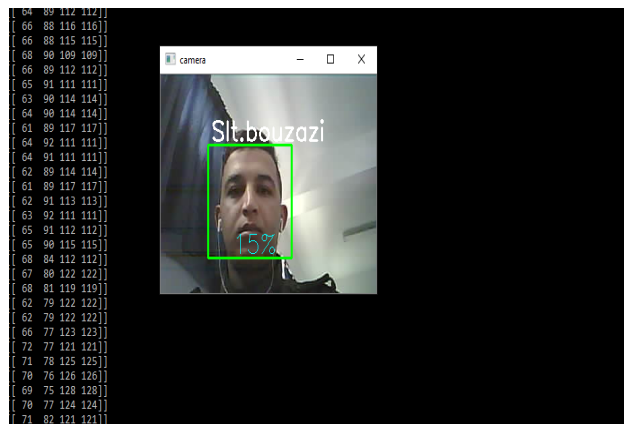 [ 64 89 112 112]]
[ 66 88 116 116]]
[ 66 88 115 115]]
[ 68 90 109 109]]
[ 66 89 112 112]]
[ 65 91 111 111]]
[ 63 90 114 114]]
[ 64 90 114 114]]
[ 61 89 117 117]]
[ 64 92 111 111]]
[ 64 91 111 111]]
[ 62 89 114 114]]
[ 61 89 117 117]]
[ 62 91 113 113]]
[ 63 92 111 111]]
[ 65 91 112 112]]
[ 65 90 115 115]]
[ 68 84 112 112]]
[ 67 80 122 122]]
[ 68 81 119 119]]
[ 62 79 122 122]]
[ 62 79 122 122]]
[ 66 77 123 123]]
[ 72 77 121 121]]
[ 71 78 125 125]]
[ 70 76 126 126]]
[ 69 75 128 128]]
[ 70 77 124 124]]
[ 71 82 121 121]]
camera
Slt.bouzazi
15%